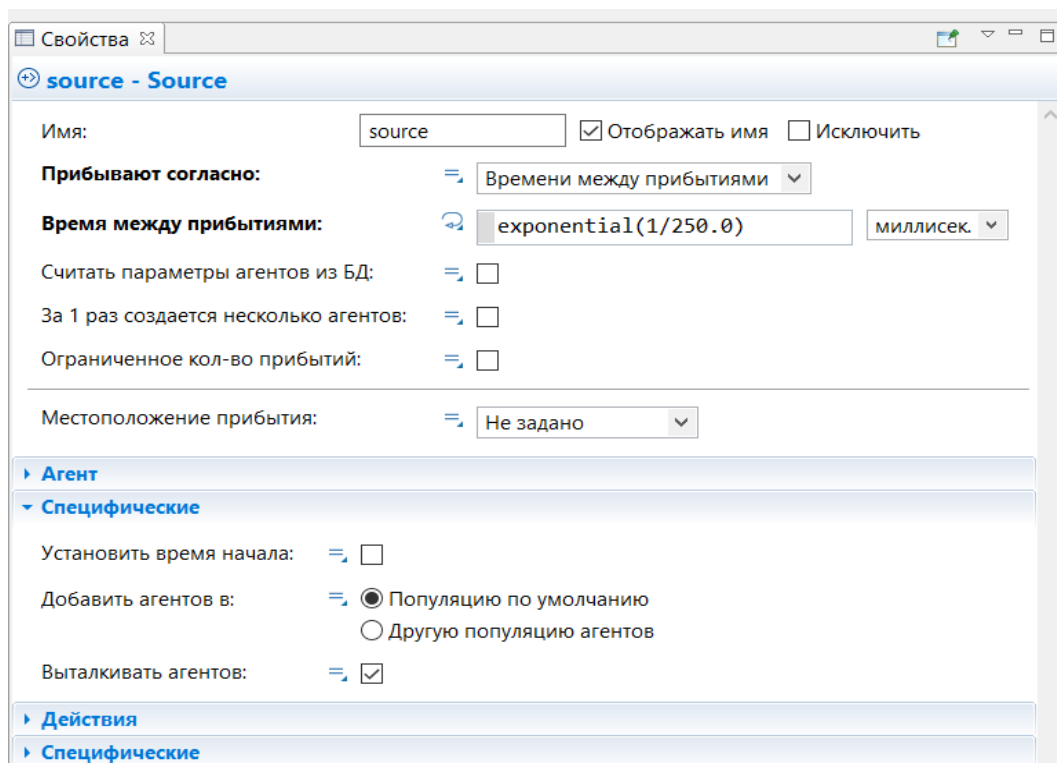 Свойства
source - Source
Имя: source Отображать имя Исключить
Прибывают согласно: Времени между прибытиями
Время между прибытиями: exponential(1/250.0) миллисек.
Считать параметры агентов из БД:
За 1 раз создается несколько агентов:
Ограниченное кол-во прибытий:
Местоположение прибытия: Не задано
Агент
Специфические
Установить время начала:
Добавить агентов в: Популяцию по умолчанию
Другую популяцию агентов
Выталкивать агентов:
Действия
Специфические